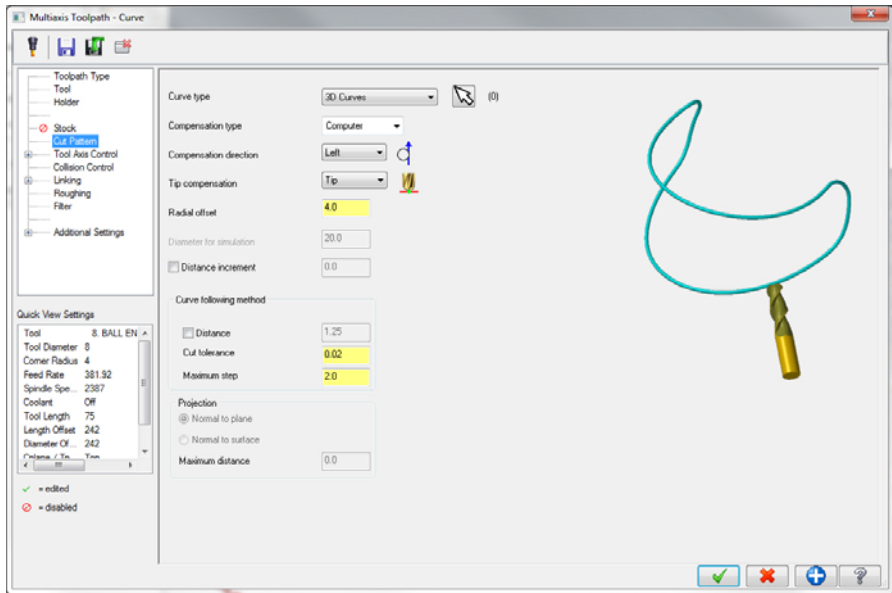 Multiaxis Toolpath - Curve
Toolpath Type
Tool
Holder
Stock
Cut Pattern
Tool Axis Control
Collision Control
Linking
Roughing
Filter
Additional Settings
Quick View Settings
Tool 8. BALL EN
Tool Diameter 8
Corner Radius 4
Feed Rate 381.92
Spindle Spe... 2387
Coolant Off
Tool Length 75
Length Offset 242
Diameter Of... 242
Cplane / Tp... Top
✓ = edited
= disabled
Curve type 3D Curves (0)
Compensation type Computer
Compensation direction Left
Tip compensation Tip
Radial offset 4.0
Diameter for simulation 20.0
Distance increment 0.0
Curve following method
Distance 1.25
Cut tolerance 0.02
Maximum step 2.0
Projection
Normal to plane
Normal to surface
Maximum distance 0.0